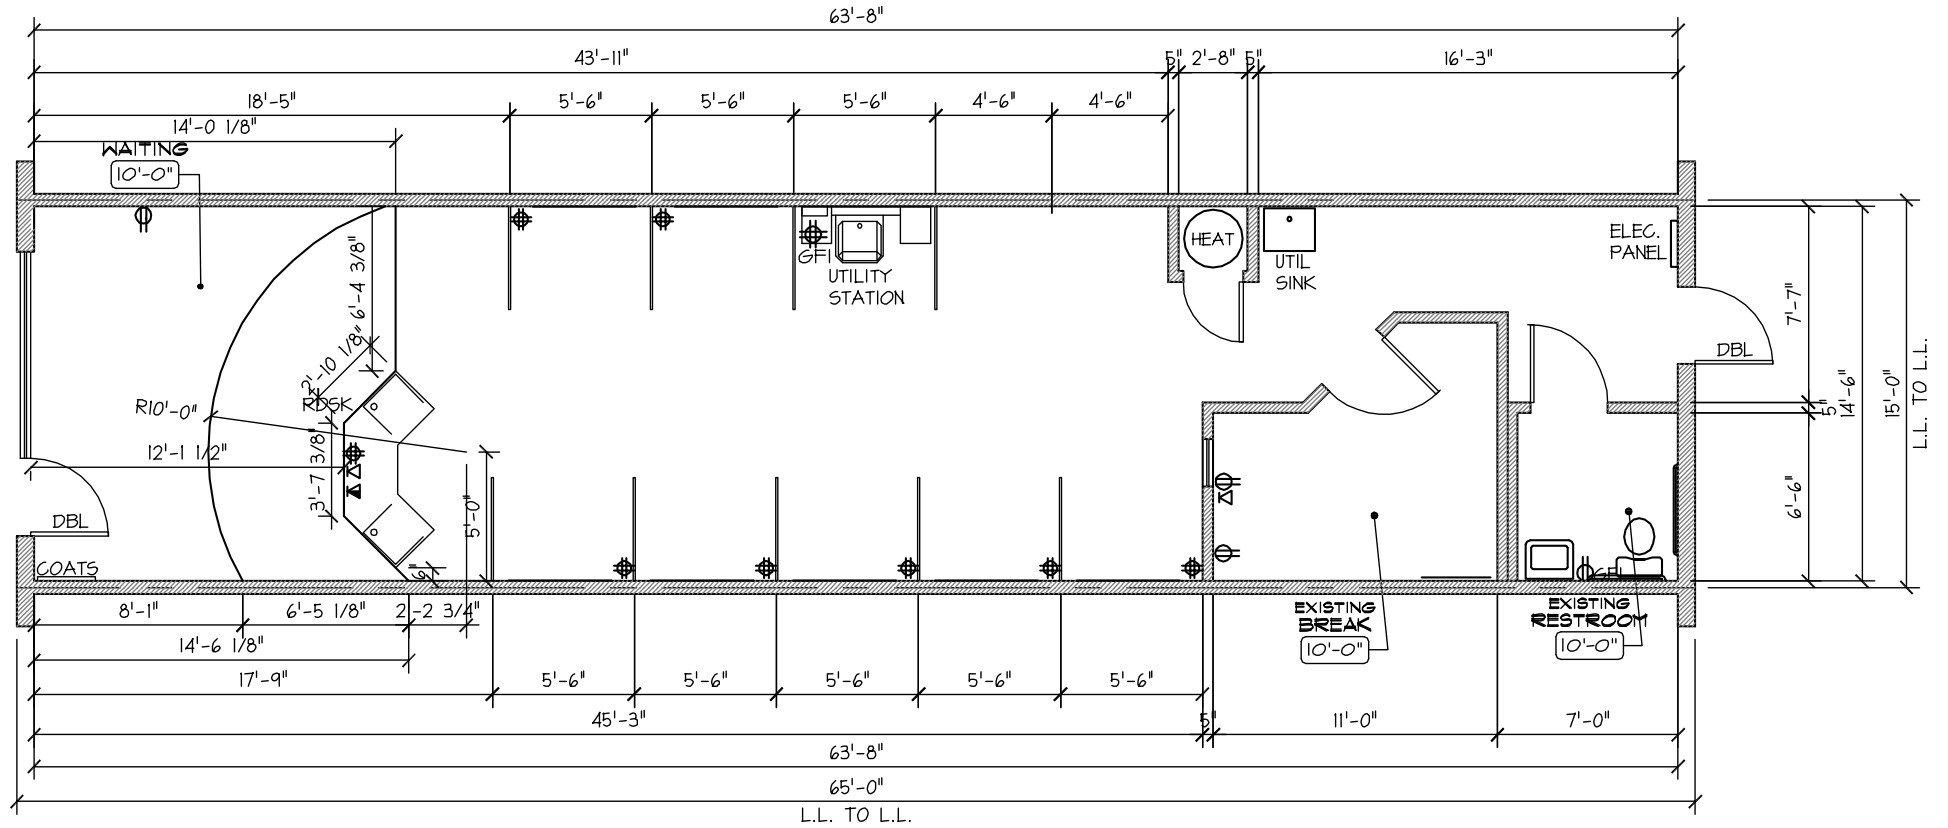 63'-8"
43'-11"
5"
2'-8"
5"
16'-3"
18'-5"
5'-6"
5'-6"
5'-6"
4'-6"
4'-6"
14'-0 1/8"
WAITING
10'-0"
6'-4 3/8"
GFI
UTILITY
STATION
HEAT
UTIL
SINK
ELEC.
PANEL
7'-7"
DBL
2'-10 1/8"
RDSK
R10'-0"
12'-1 1/2"
3'-7 3/8"
5'-0"
5"
14'-6"
15'-0"
L.L. TO L.L.
6'-6"
DBL
COATS
6"
GFI
8'-1"
6'-5 1/8"
2'-2 3/4"
EXISTING
BREAK
10'-0"
EXISTING
RESTROOM
10'-0"
14'-6 1/8"
17'-9"
5'-6"
5'-6"
5'-6"
5'-6"
5'-6"
45'-3"
5"
11'-0"
7'-0"
63'-8"
65'-0"
L.L. TO L.L.